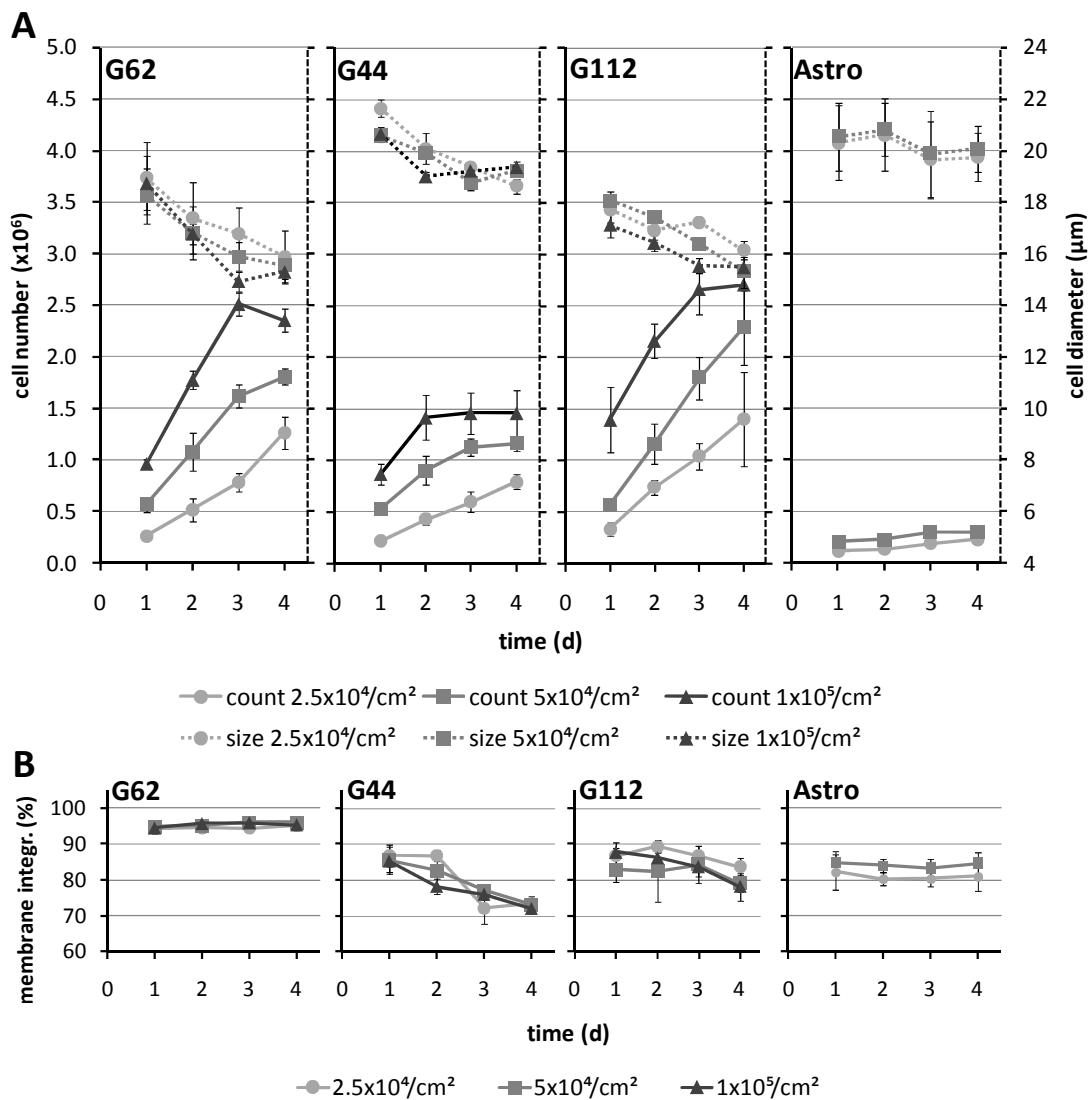 A
G62 G44 G112 Astro
5.0 24
4.5 22
4.0 20
3.5 18
3.0 16
2.5 14
2.0 12
1.5 10
1.0 8
0.5 6
0.0 4
cell number (x10⁶)
cell diameter (µm)
0 1 2 3 4 0 1 2 3 4 0 1 2 3 4 0 1 2 3 4
time (d)
count 2.5x10⁴/cm² count 5x10⁴/cm² count 1x10⁵/cm²
size 2.5x10⁴/cm² size 5x10⁴/cm² size 1x10⁵/cm²
B
G62 G44 G112 Astro
100
90
80
70
60
membrane integr. (%)
0 1 2 3 4 0 1 2 3 4 0 1 2 3 4 0 1 2 3 4
time (d)
2.5x10⁴/cm² 5x10⁴/cm² 1x10⁵/cm²